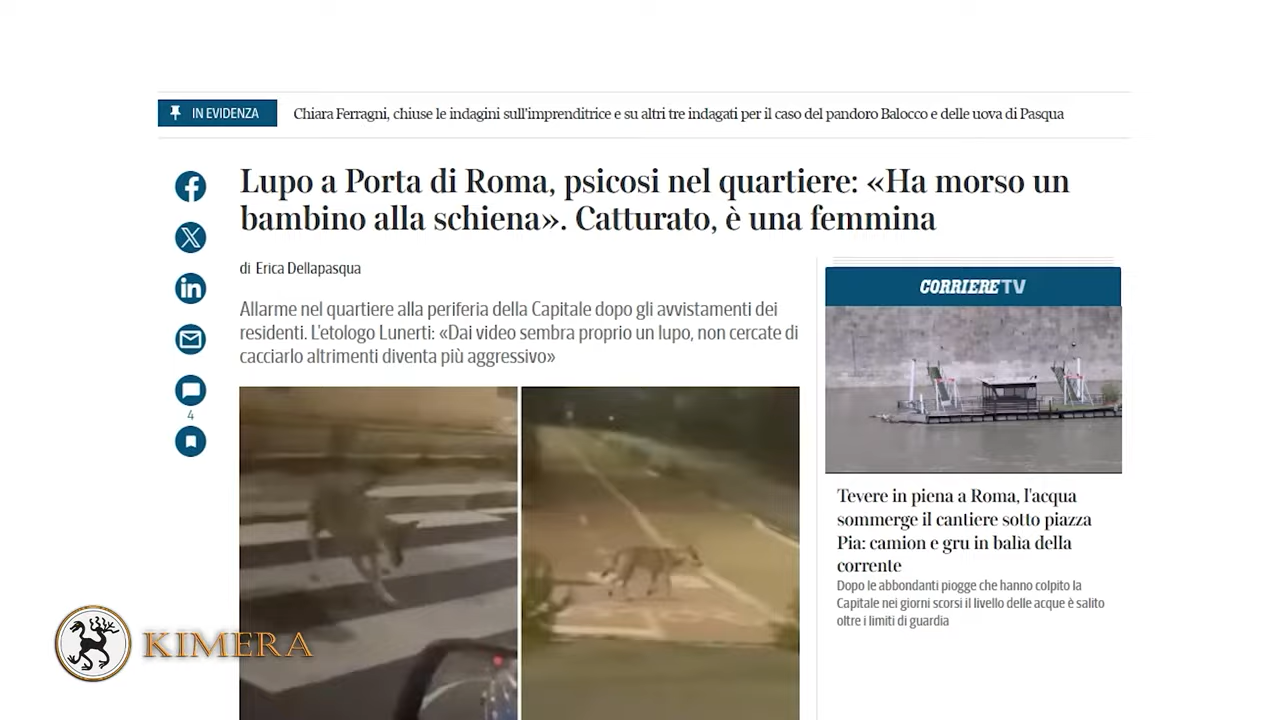 IN EVIDENZA
Chiara Ferragni, chiuse le indagini sull'imprenditrice e su altri tre indagati per il caso del pandoro Balocco e delle uova di Pasqua
Lupo a Porta di Roma, psicosi nel quartiere: «Ha morso un
bambino alla schiena». Catturato, è una femmina
di Erica Dellapasqua
Allarme nel quartiere alla periferia della Capitale dopo gli avvistamenti dei
residenti. L'etologo Lunerti: «Dai video sembra proprio un lupo, non cercate di
cacciarlo altrimenti diventa più aggressivo»
4
CORRIERE TV
Tevere in piena a Roma, l'acqua
sommerge il cantiere sotto piazza
Pia: camion e gru in balia della
corrente
Dopo le abbondanti piogge che hanno colpito la
Capitale nei giorni scorsi il livello delle acque è salito
oltre i limiti di guardia
KIMERA